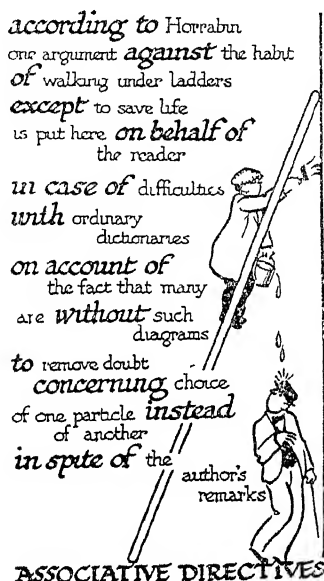 according to Horrabin
one argument against the habit
of walking under ladders
except to save life
is put here on behalf of
the reader
in case of difficulties
with ordinary
dictionaries
on account of
the fact that many
are without such
diagrams
to remove doubt
concerning choice
of one particle instead
of another
in spite of the
author's
remarks
ASSOCIATIVE DIRECTIVES